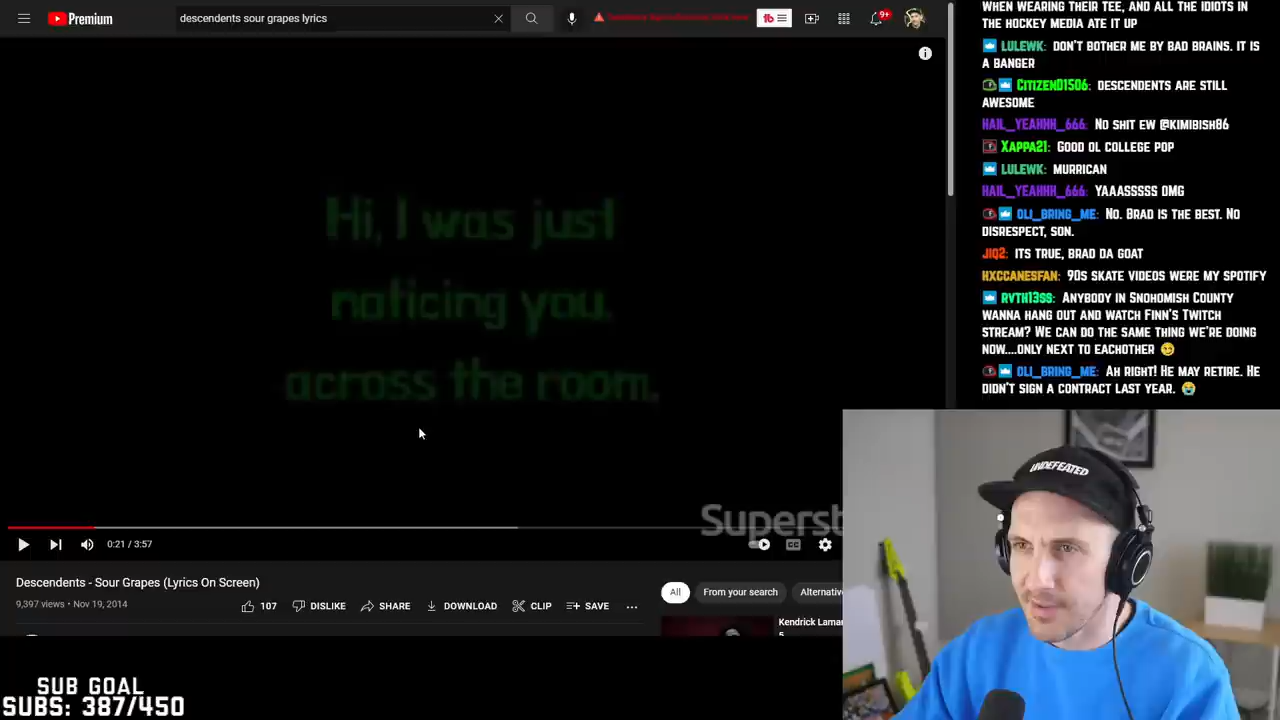 Premium
descendents sour grapes lyrics
9+
Hi, I was just
noticing you.
across the room.
Superst
0:21 / 3:57
Descendents - Sour Grapes (Lyrics On Screen)
9,397 views • Nov 19, 2014
107
DISLIKE
SHARE
DOWNLOAD
CLIP
SAVE
All
From your search
Alternativ
Kendrick Lamar
5
SUB GOAL
SUBS: 387/450
WHEN WEARING THEIR TEE, AND ALL THE IDIOTS IN
THE HOCKEY MEDIA ATE IT UP
LULEWK: DON'T BOTHER ME BY BAD BRAINS. IT IS
A BANGER
CITIZEND1506: DESCENDENTS ARE STILL
AWESOME
HAIL_YEAHHH_666: NO SHIT EW @KIMIBISH86
XAPPA21: GOOD OL COLLEGE POP
LULEWK: MURRICAN
HAIL_YEAHHH_666: YAAASSSSS OMG
OLI_BRING_ME: NO. BRAD IS THE BEST. NO
DISRESPECT, SON.
JIQ2: ITS TRUE, BRAD DA GOAT
HXCCANESFAN: 90S SKATE VIDEOS WERE MY SPOTIFY
RVTH13SS: ANYBODY IN SNOHOMISH COUNTY
WANNA HANG OUT AND WATCH FINN'S TWITCH
STREAM? WE CAN DO THE SAME THING WE'RE DOING
NOW....ONLY NEXT TO EACHOTHER 😏
OLI_BRING_ME: AH RIGHT! HE MAY RETIRE. HE
DIDN'T SIGN A CONTRACT LAST YEAR. 😭
UNDEFEATED